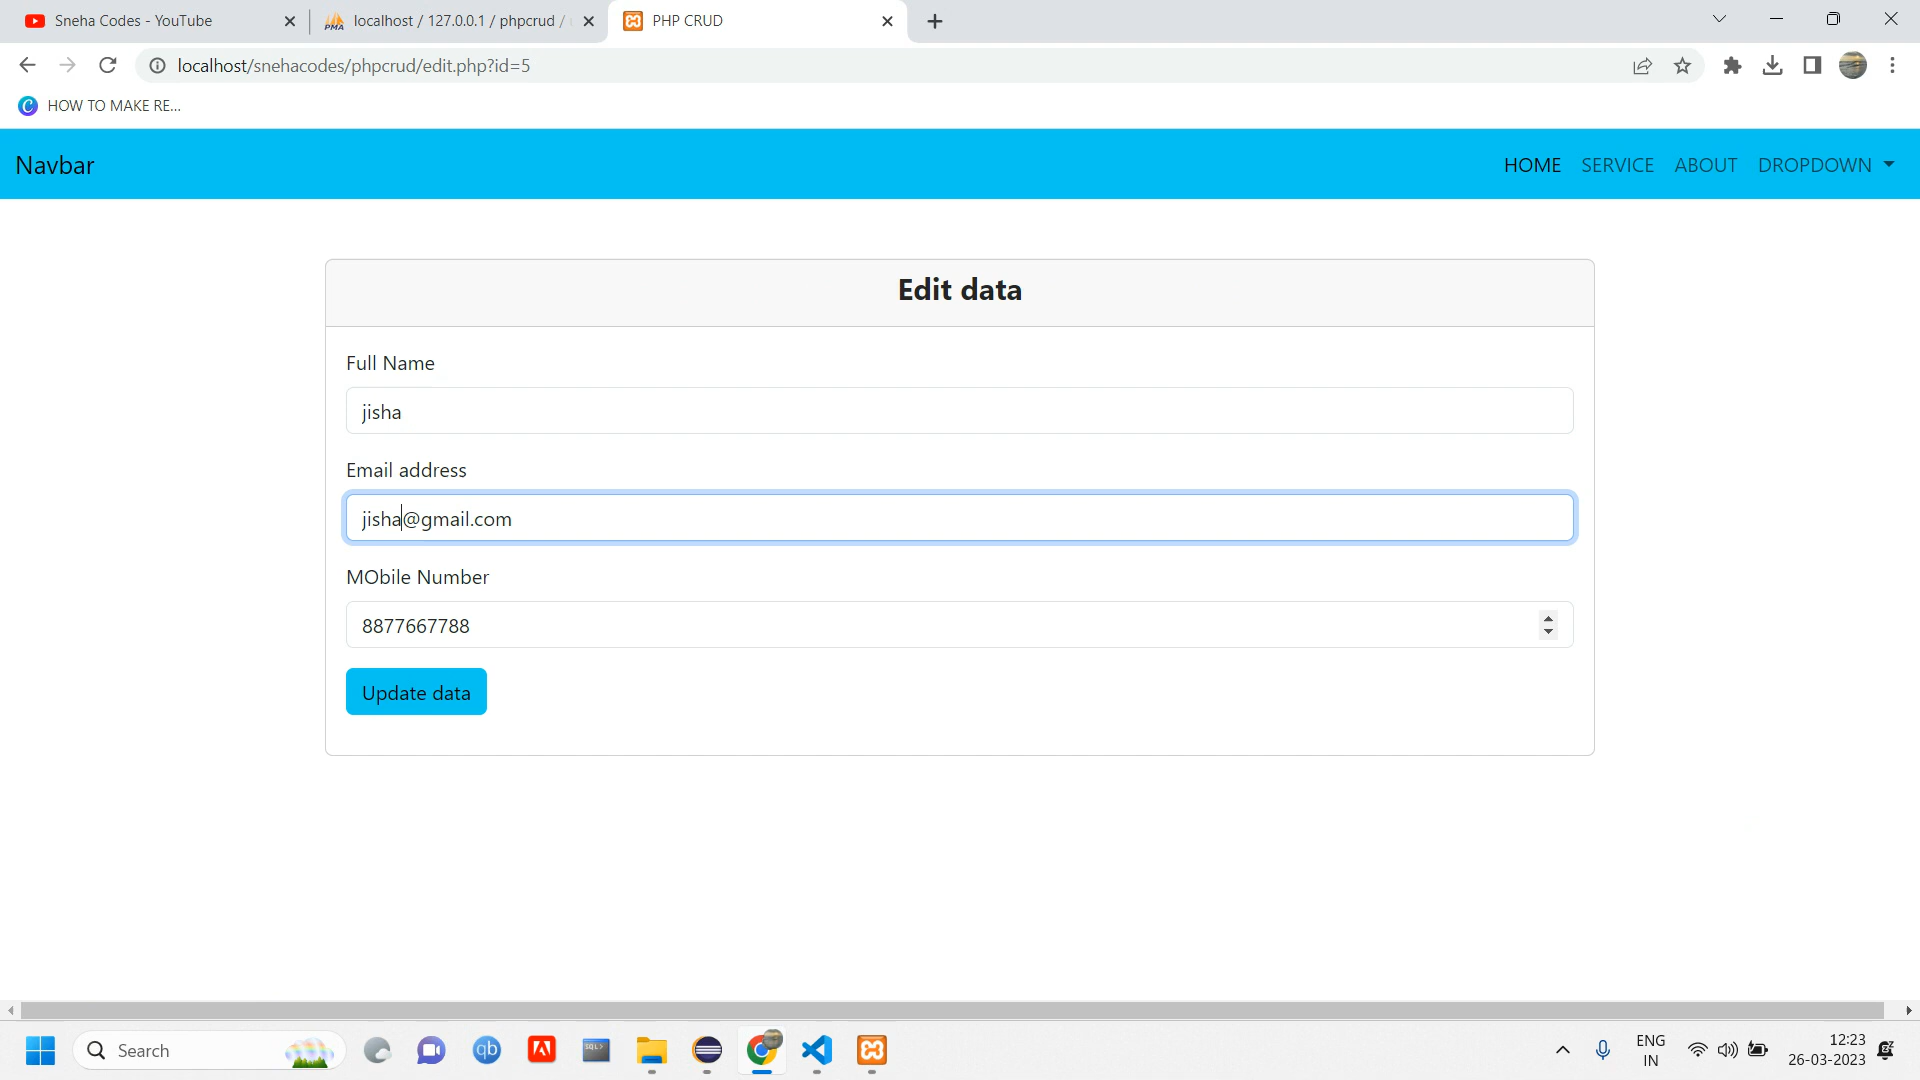 Sneha Codes - YouTube
localhost / 127.0.0.1 / phpcrud /
PHP CRUD
localhost/snehacodes/phpcrud/edit.php?id=5
HOW TO MAKE RE...
Navbar
HOME SERVICE ABOUT DROPDOWN
Edit data
Full Name
jisha
Email address
jisha@gmail.com
MObile Number
8877667788
Update data
Search
qb
SQL>
ENG
IN
12:23
26-03-2023